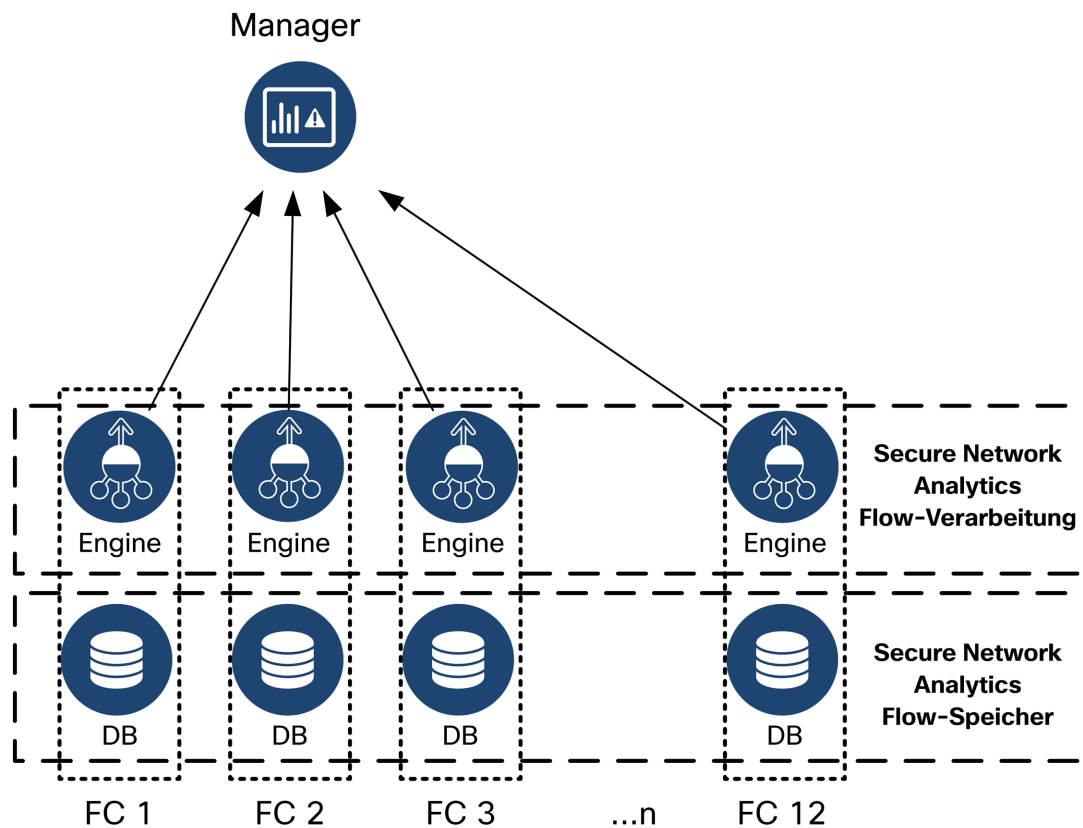 Manager
Engine
Engine
Engine
Engine
Secure Network
Analytics
Flow-Verarbeitung
DB
DB
DB
DB
Secure Network
Analytics
Flow-Speicher
FC 1
FC 2
FC 3
...n
FC 12